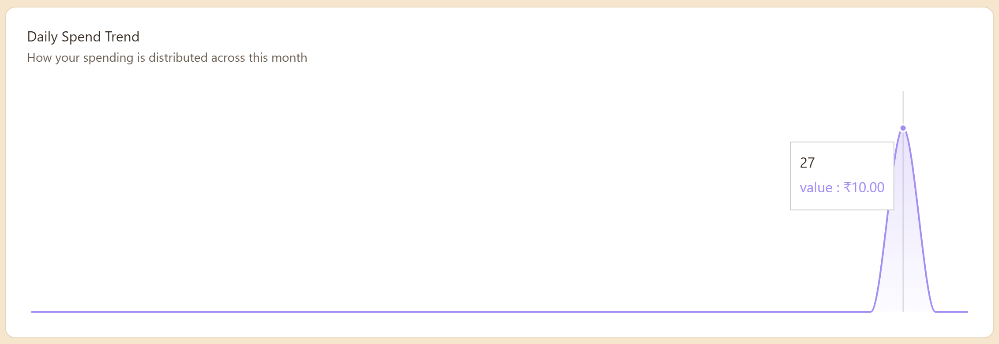 Daily Spend Trend
How your spending is distributed across this month
27
value : ₹10.00